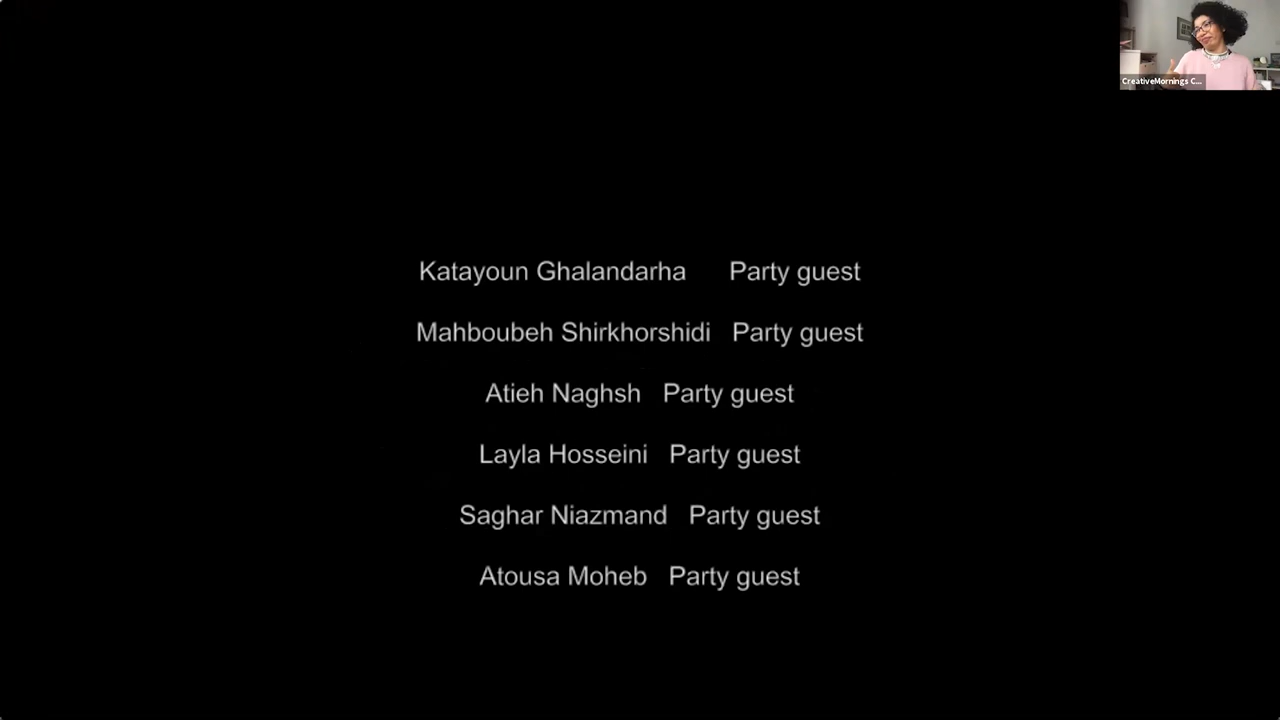 CreativeMornings C...
Katayoun Ghalandarha Party guest
Mahboubeh Shirkhorshidi Party guest
Atieh Naghsh Party guest
Layla Hosseini Party guest
Saghar Niazmand Party guest
Atousa Moheb Party guest